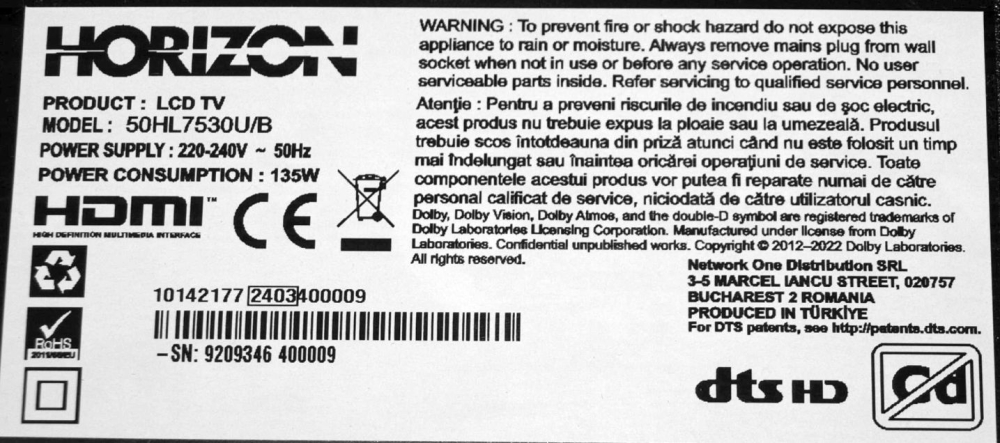 HORIZON
PRODUCT : LCD TV
MODEL : 50HL7530U/B
POWER SUPPLY : 220-240V ~ 50Hz
POWER CONSUMPTION : 135W
HDMI™
HIGH DEFINITION MULTIMEDIA INTERFACE
CE
RoHS
2011/65/EU
10142177 2403400009
-SN: 9209346 400009
WARNING : To prevent fire or shock hazard do not expose this
appliance to rain or moisture. Always remove mains plug from wall
socket when not in use or before any service operation. No user
serviceable parts inside. Refer servicing to qualified service personnel.
Atenţie : Pentru a preveni riscurile de incendiu sau de şoc electric,
acest produs nu trebuie expus la ploaie sau la umezeală. Produsul
trebuie scos întotdeauna din priză atunci când nu este folosit un timp
mai îndelungat sau înaintea oricărei operaţiuni de service. Toate
componentele acestui produs vor putea fi reparate numai de către
personal calificat de service, niciodată de către utilizatorul casnic.
Dolby, Dolby Vision, Dolby Atmos, and the double-D symbol are registered trademarks of
Dolby Laboratories Licensing Corporation. Manufactured under license from Dolby
Laboratories. Confidential unpublished works. Copyright © 2012–2022 Dolby Laboratories.
All rights reserved.
Network One Distribution SRL
3-5 MARCEL IANCU STREET, 020757
BUCHAREST 2 ROMANIA
PRODUCED IN TÜRKİYE
For DTS patents, see http://patents.dts.com.
dts HD
Cd